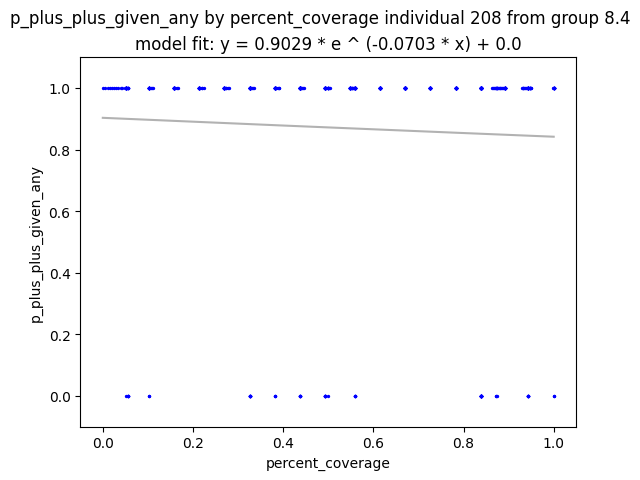 p_plus_plus_given_any by percent_coverage individual 208 from group 8.4
model fit: y = 0.9029 * e ^ (-0.0703 * x) + 0.0
1.0
0.8
0.6
0.4
0.2
0.0
p_plus_plus_given_any
0.0 0.2 0.4 0.6 0.8 1.0
percent_coverage